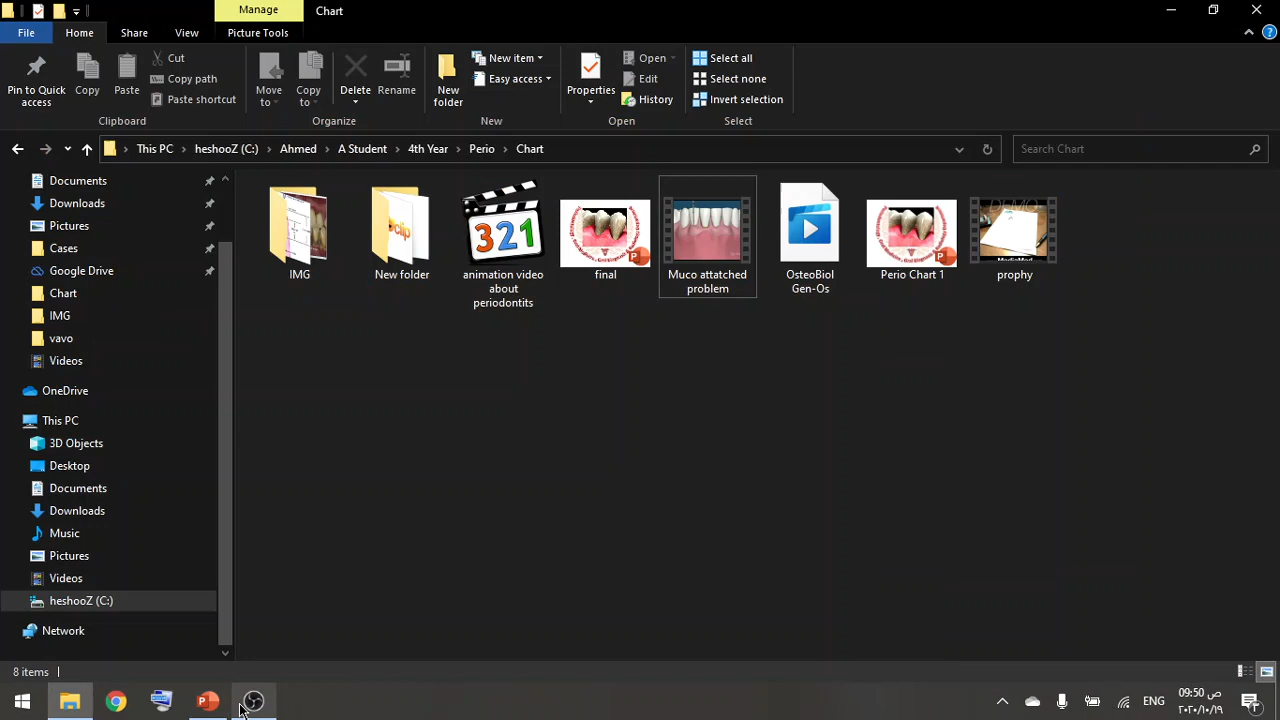 Manage
Chart
File
Home
Share
View
Picture Tools
Pin to Quick access
Copy
Paste
Cut
Copy path
Paste shortcut
Move to
Copy to
Delete
Rename
New folder
New item
Easy access
Properties
Open
Edit
History
Select all
Select none
Invert selection
Clipboard
Organize
New
Open
Select
This PC
heshooZ (C:)
Ahmed
A Student
4th Year
Perio
Chart
Search Chart
Documents
Downloads
Pictures
Cases
Google Drive
Chart
IMG
vavo
Videos
OneDrive
This PC
3D Objects
Desktop
Documents
Downloads
Music
Pictures
Videos
heshooZ (C:)
Network
IMG
New folder
321
animation video
about
periodontits
final
Muco attatched
problem
OsteoBiol
Gen-Os
Perio Chart 1
DEMO
prophy
8 items
ENG
09:50 ص
٢٠٢٠/١٠/١٩